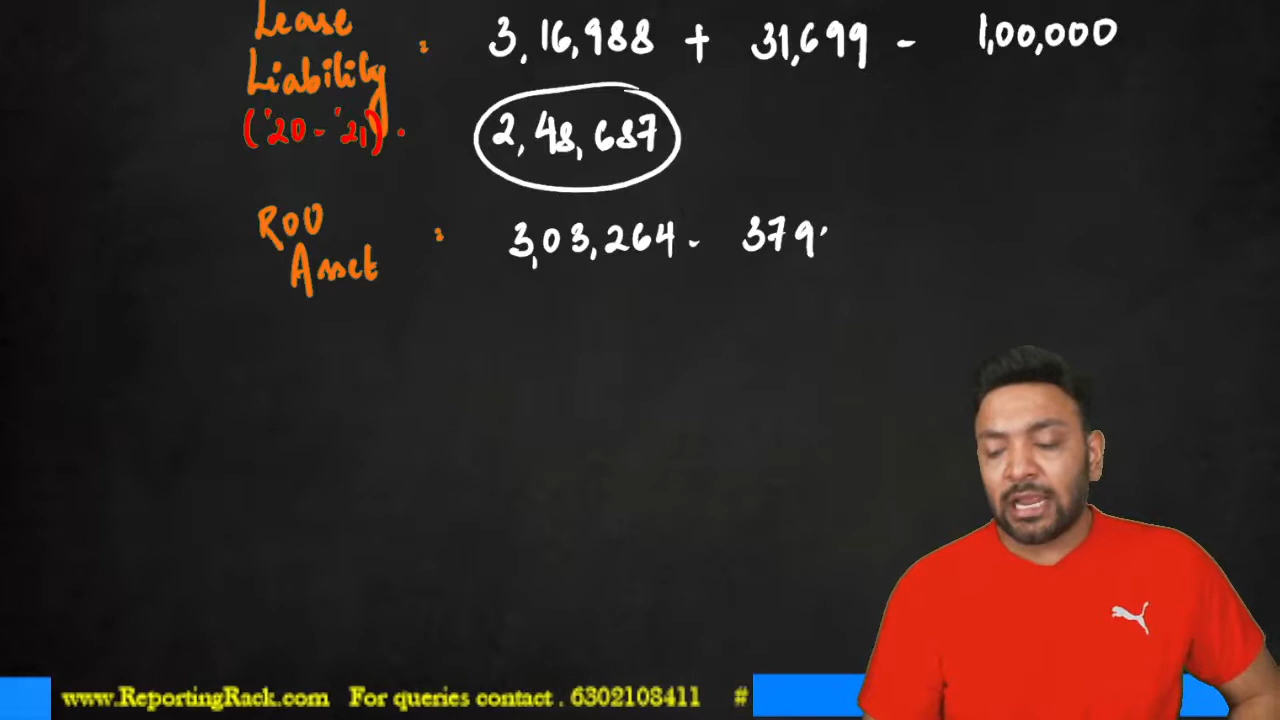 Lease
Liability = 3,16,988 + 31,699 - 1,00,000
('20 - '21). 2,48,687
ROU
Asset = 3,03,264 - 379
www.ReportingRack.com For queries contact . 6302108411 #